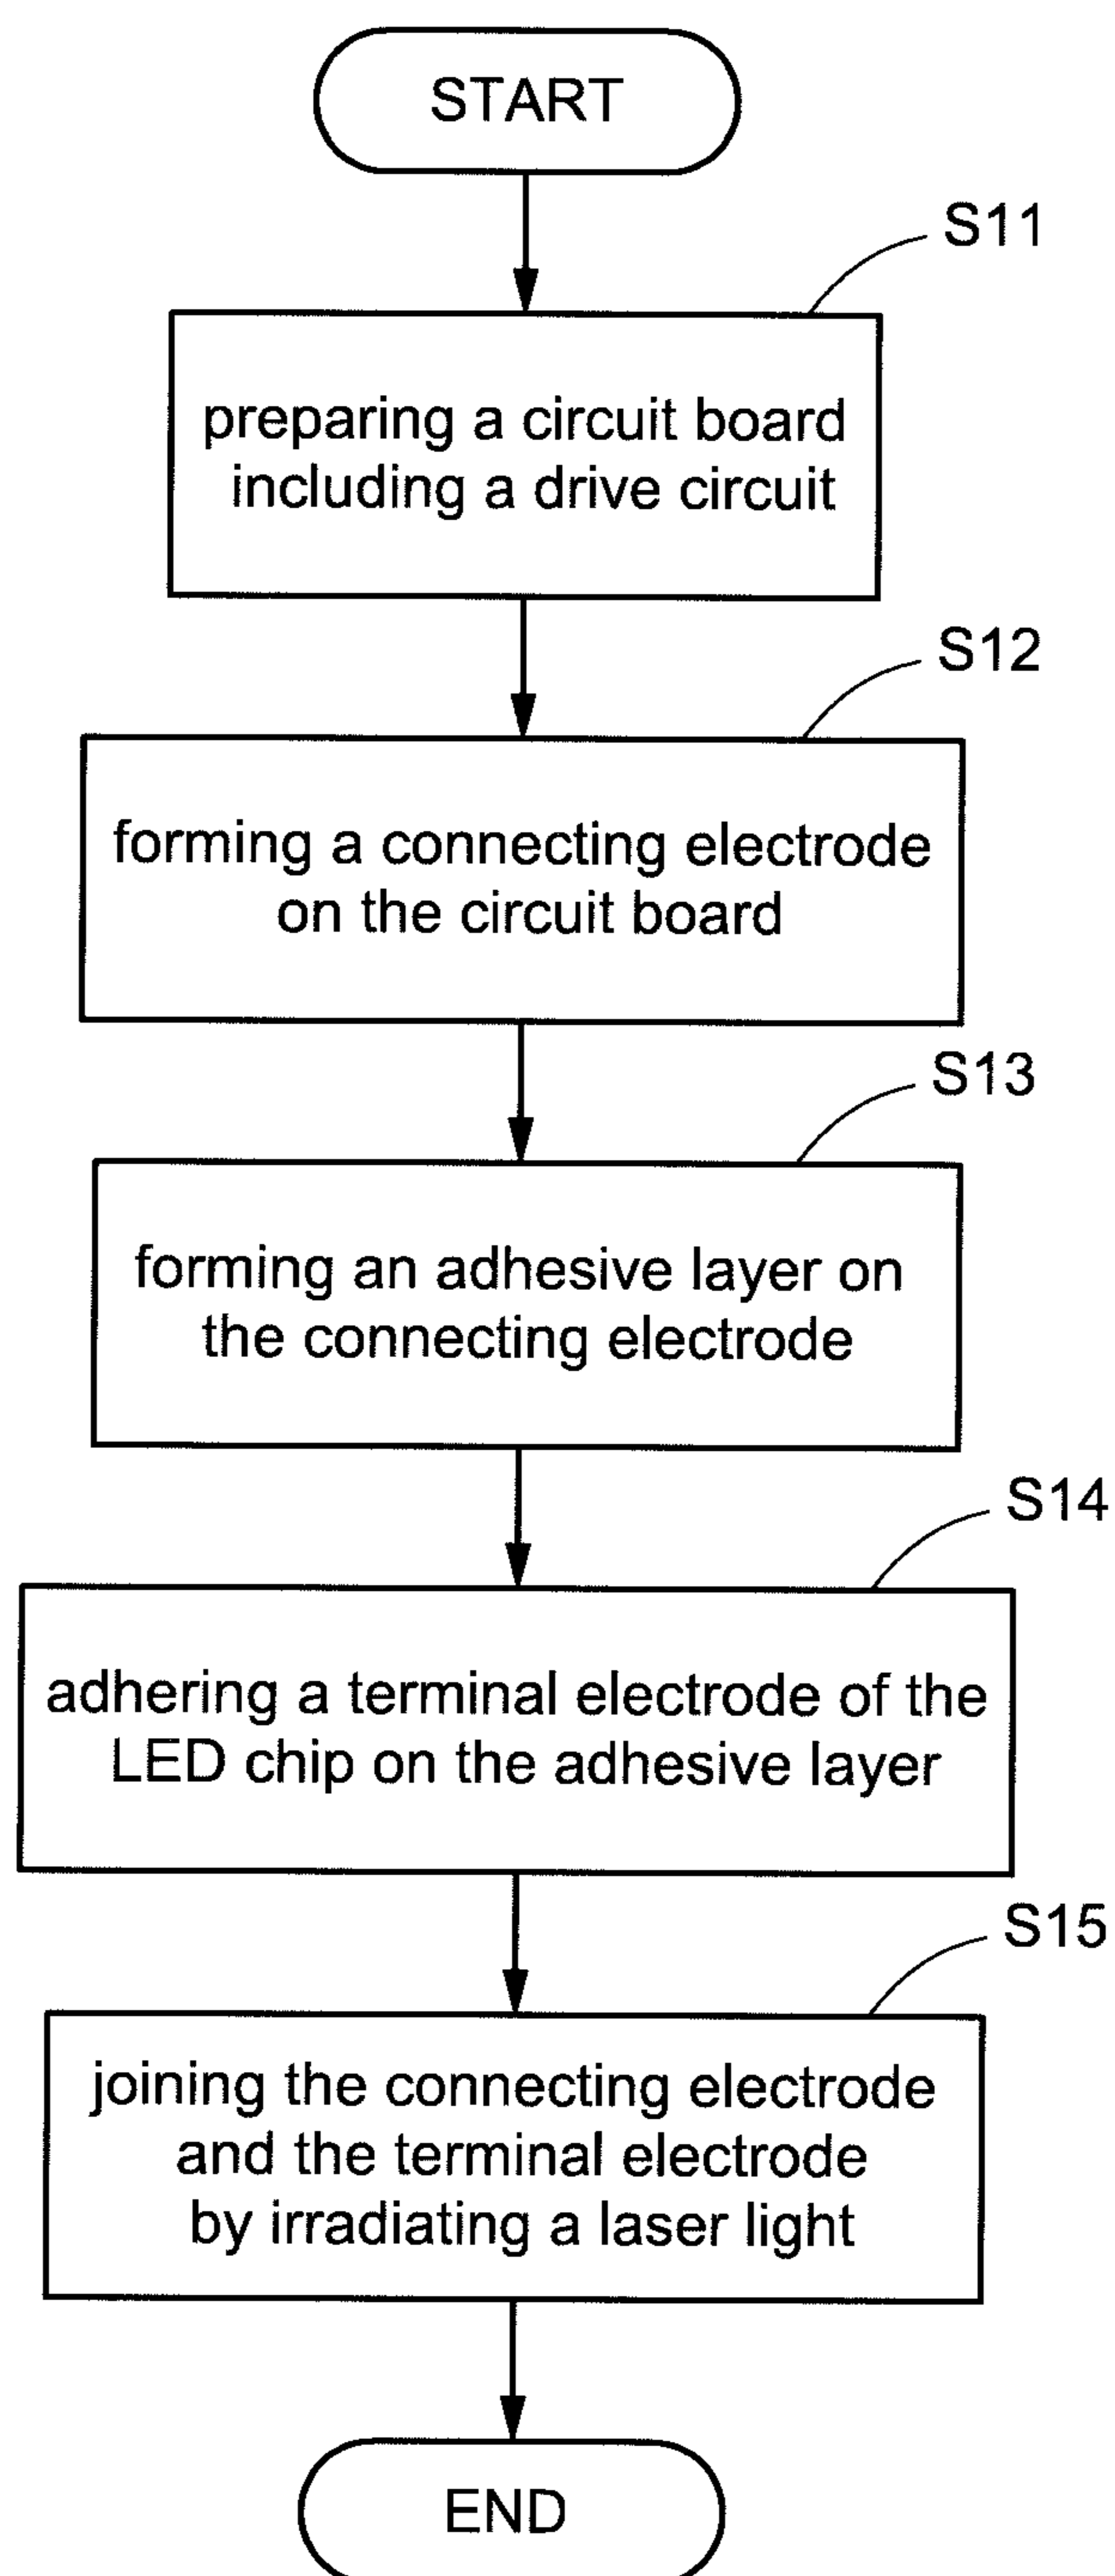 START
S11
preparing a circuit board
including a drive circuit
S12
forming a connecting electrode
on the circuit board
S13
forming an adhesive layer on
the connecting electrode
S14
adhering a terminal electrode of the
LED chip on the adhesive layer
S15
joining the connecting electrode
and the terminal electrode
by irradiating a laser light
END